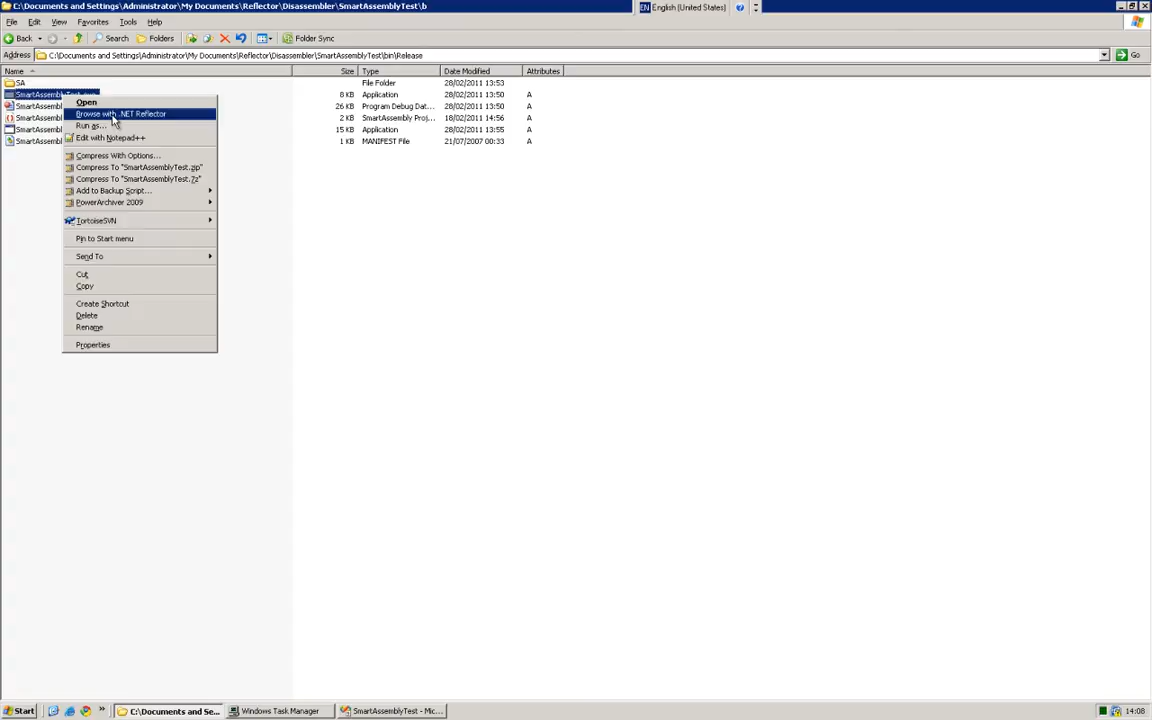 C:\Documents and Settings\Administrator\My Documents\Reflector\Disassembler\SmartAssemblyTest\b
EN English (United States)
File Edit View Favorites Tools Help
Back Search Folders Folder Sync
Address C:\Documents and Settings\Administrator\My Documents\Reflector\Disassembler\SmartAssemblyTest\bin\Release Go
Name Size Type Date Modified Attributes
SA File Folder 28/02/2011 13:53
8 KB Application 28/02/2011 13:50 A
SmartAssembl 26 KB Program Debug Dat... 28/02/2011 13:50 A
SmartAssembl 2 KB SmartAssembly Proj... 18/02/2011 14:56 A
SmartAssembl 15 KB Application 28/02/2011 13:55 A
SmartAssembl 1 KB MANIFEST File 21/07/2007 00:33 A
Open
Browse with .NET Reflector
Run as...
Edit with Notepad++
Compress With Options...
Compress To "SmartAssemblyTest.zip"
Compress To "SmartAssemblyTest.7z"
Add to Backup Script...
PowerArchiver 2009
TortoiseSVN
Pin to Start menu
Send To
Cut
Copy
Create Shortcut
Delete
Rename
Properties
Start C:\Documents and Se... Windows Task Manager SmartAssemblyTest - Mic... 14:08